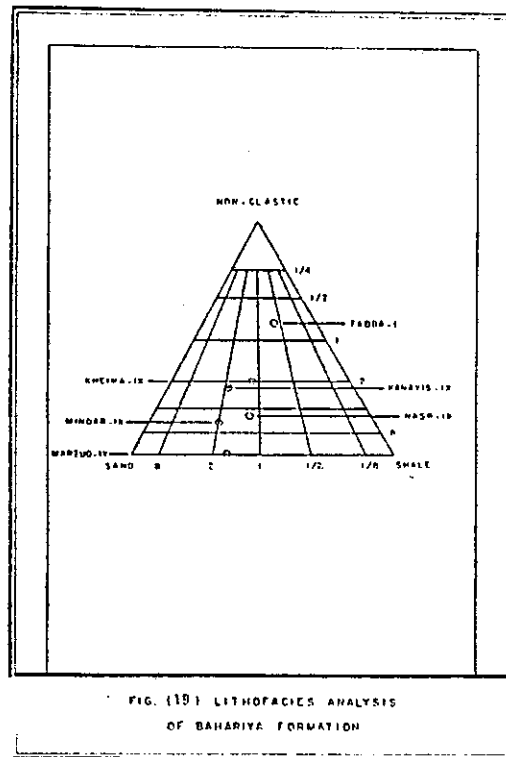 NON-CLASTIC
1/4
1/2
FADDA-1
1
KHEIMA-1X
2
KANAYIS-1X
NASR-1X
MINDAR-1X
8
MARZUQ-1X
SAND 8 2 1 1/2 1/8 SHALE
FIG. (19) LITHOFACIES ANALYSIS
OF BAHARIYA FORMATION